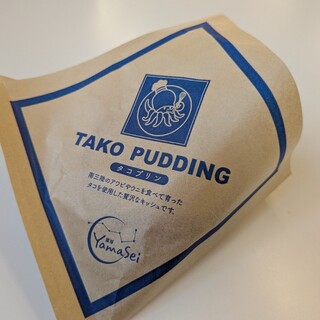 TAKO PUDDING
タコプリン
南三陸のアワビやウニを食べて育った
タコを使用した贅沢なキッシュです。
YamaSei